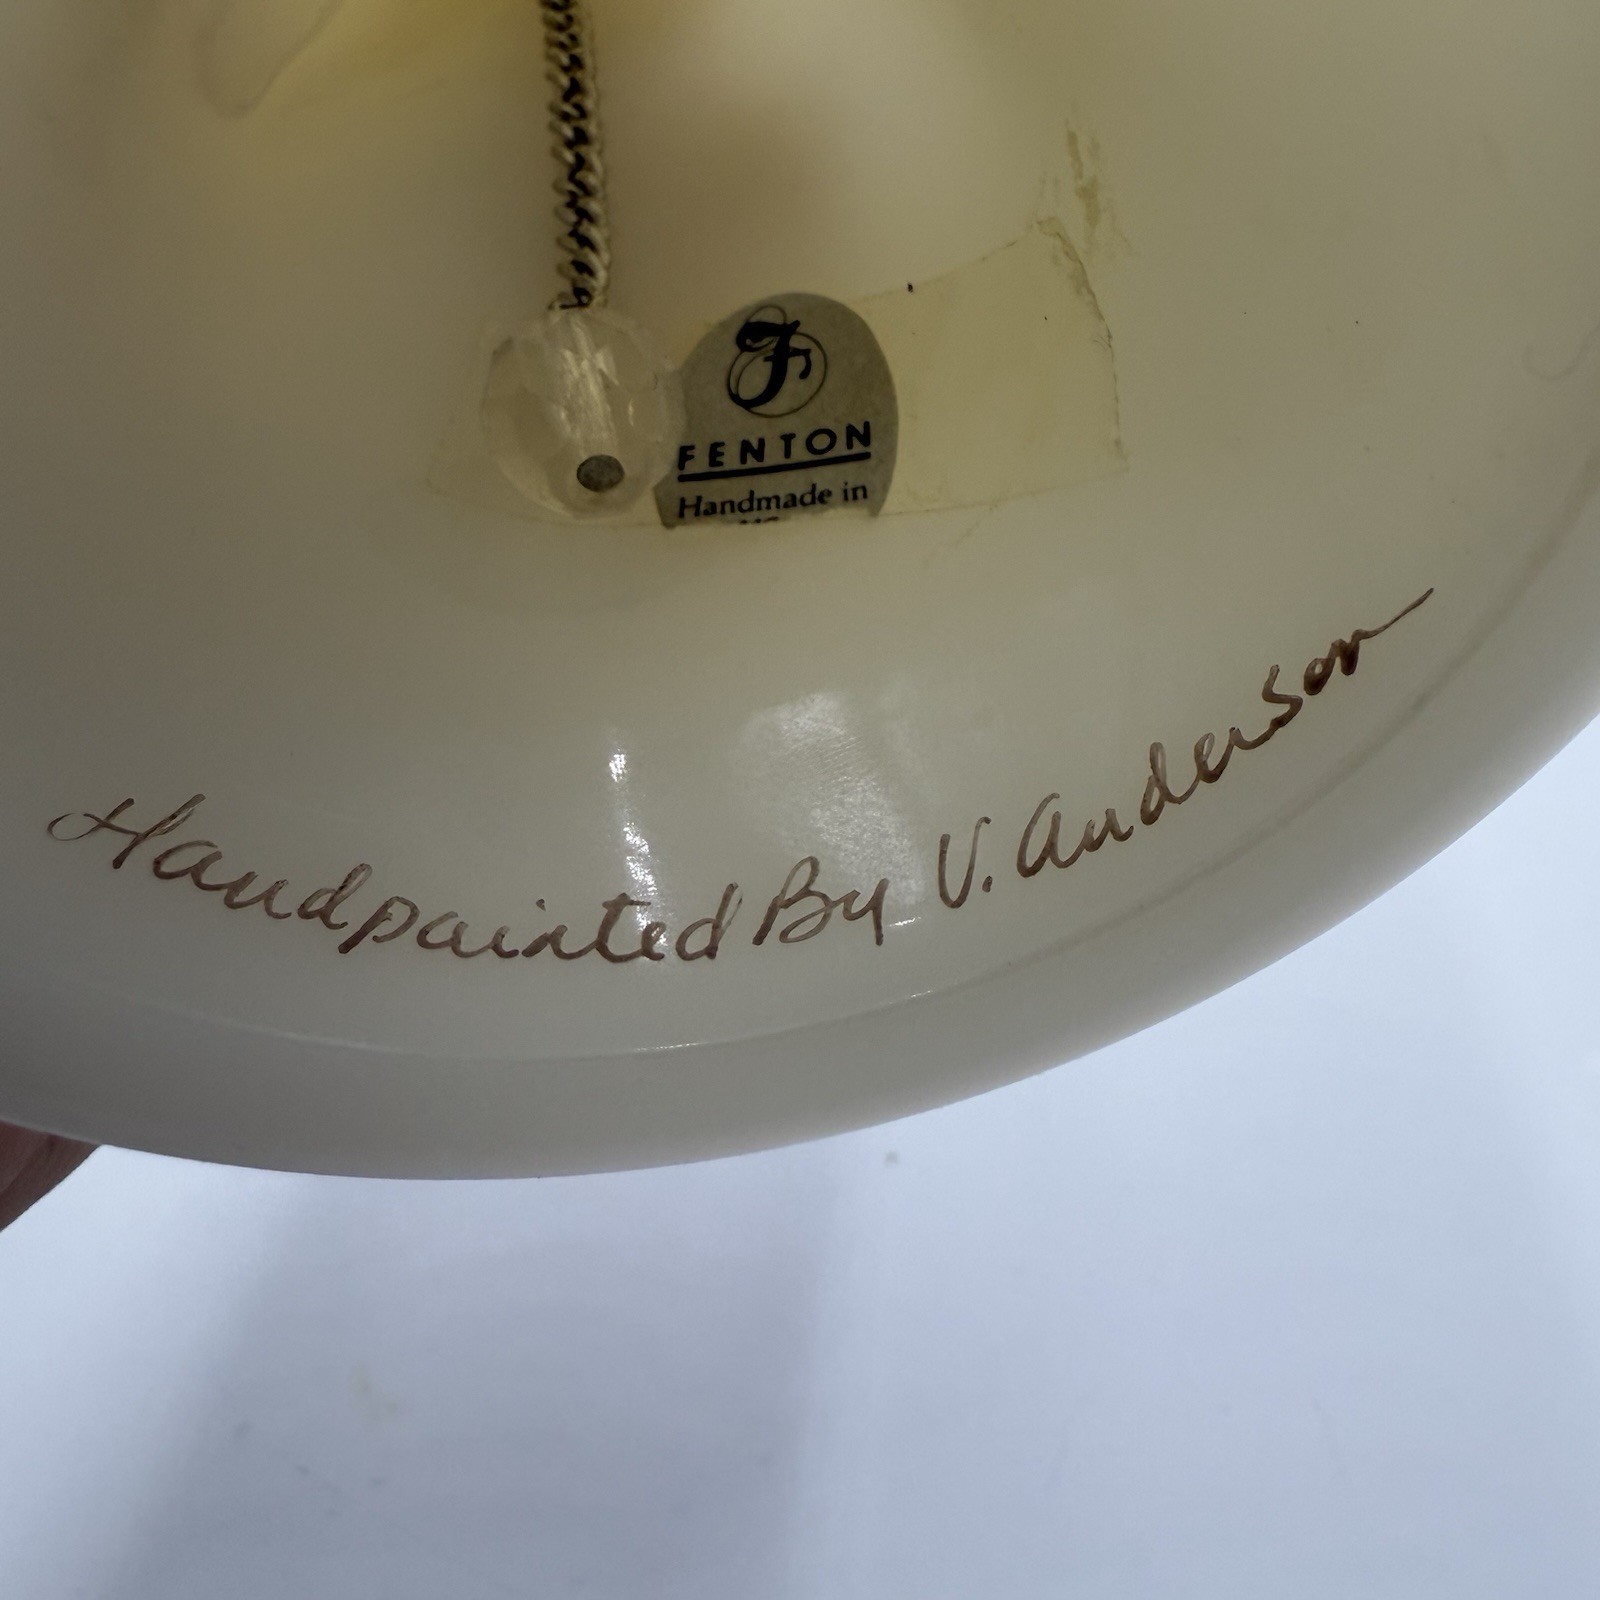 F
FENTON
Handmade in
Handpainted By V. Anderson